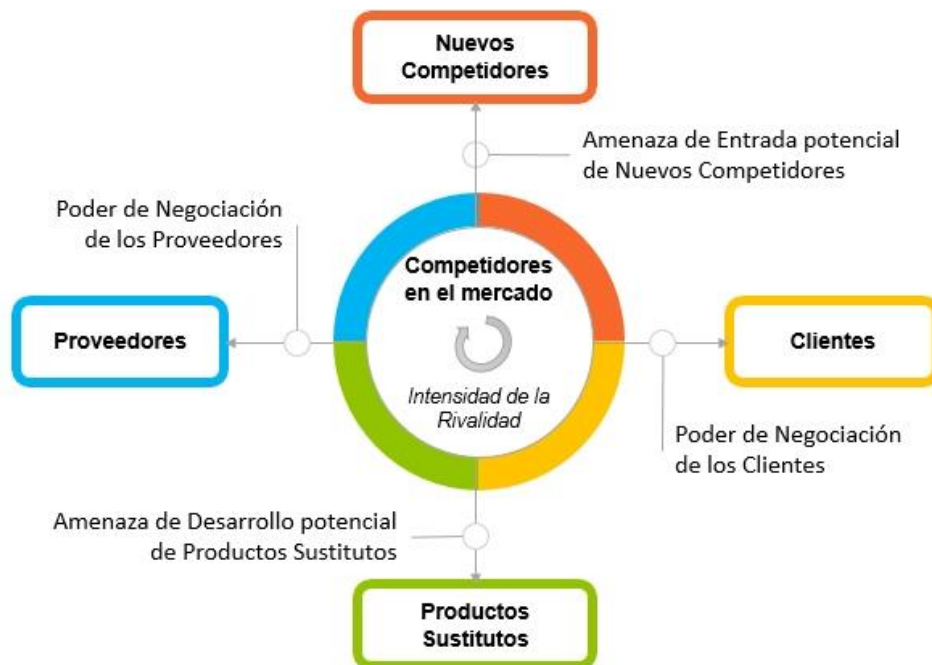 Nuevos
Competidores
Amenaza de Entrada potencial
de Nuevos Competidores
Poder de Negociación
de los Proveedores
Competidores
en el mercado
Proveedores
Clientes
Intensidad de la
Rivalidad
Poder de Negociación
de los Clientes
Amenaza de Desarrollo potencial
de Productos Sustitutos
Productos
Sustitutos